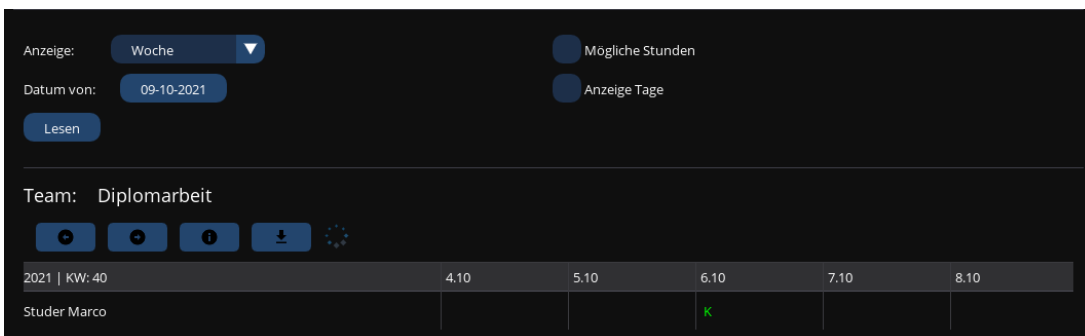 Anzeige: Woche Mögliche Stunden
Datum von: 09-10-2021 Anzeige Tage
Lesen
Team: Diplomarbeit
2021 | KW: 40 4.10 5.10 6.10 7.10 8.10
Studer Marco K